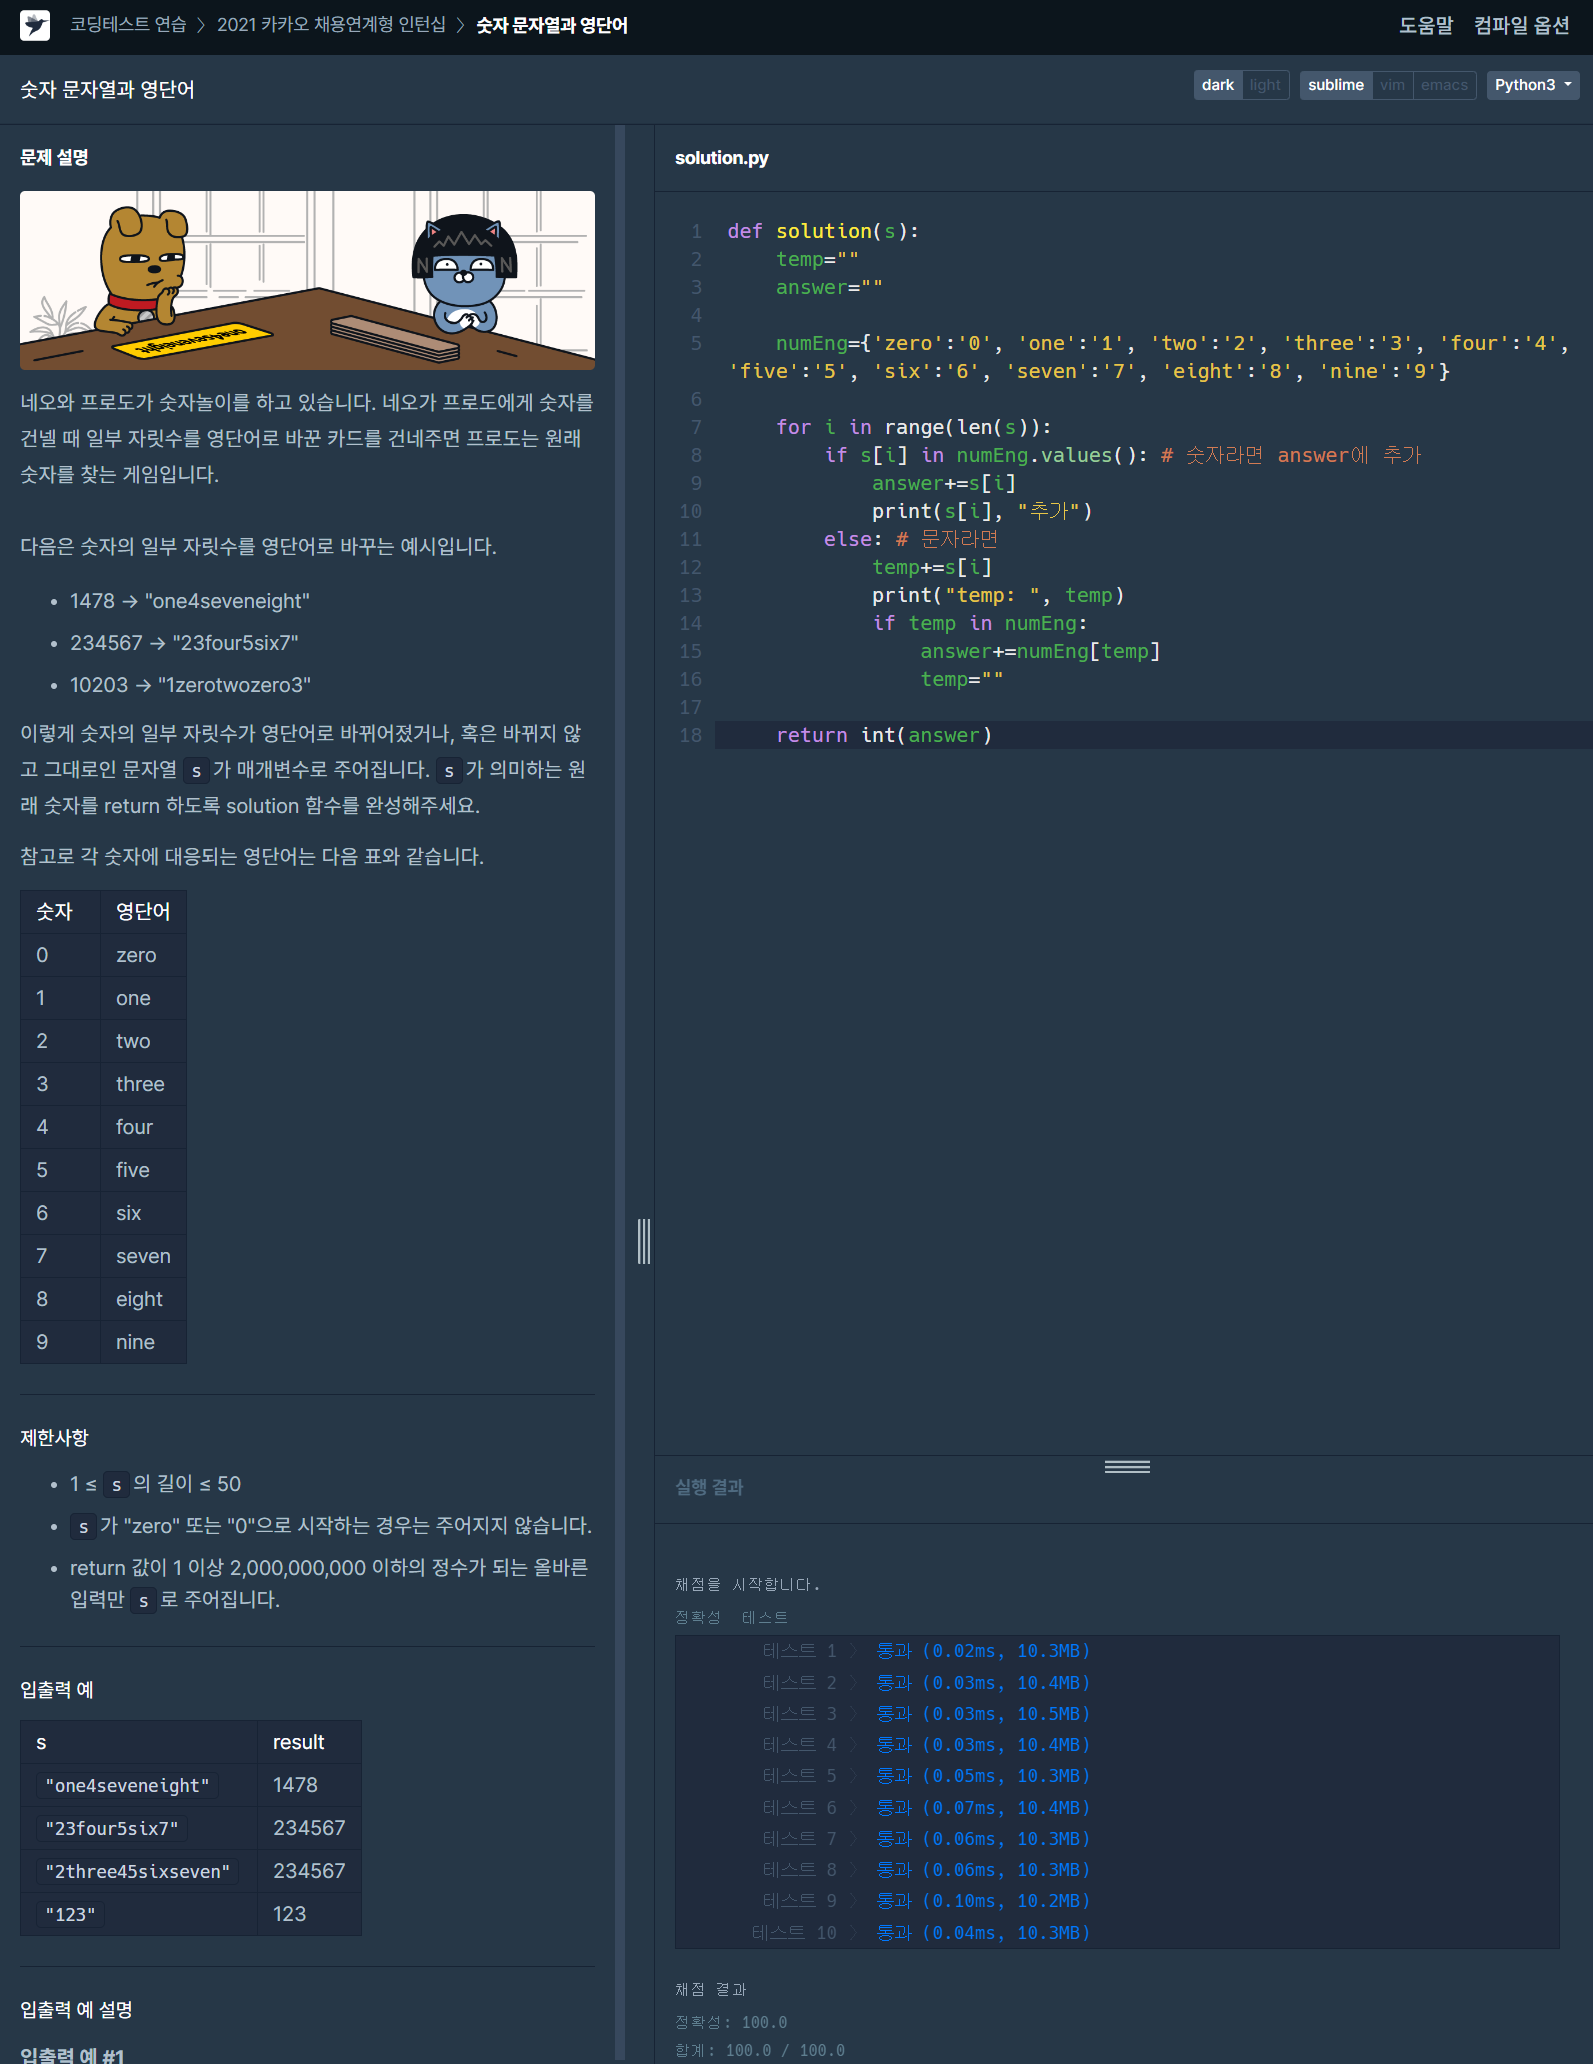 코딩테스트 연습 > 2021 카카오 채용연계형 인턴십 > 숫자 문자열과 영단어
도움말 컴파일 옵션
숫자 문자열과 영단어
dark light sublime vim emacs Python3
문제 설명
N N
one4seveneight
네오와 프로도가 숫자놀이를 하고 있습니다. 네오가 프로도에게 숫자를
건넬 때 일부 자릿수를 영단어로 바꾼 카드를 건네주면 프로도는 원래
숫자를 찾는 게임입니다.
다음은 숫자의 일부 자릿수를 영단어로 바꾸는 예시입니다.
• 1478 → "one4seveneight"
• 234567 → "23four5six7"
• 10203 → "1zerotwozero3"
이렇게 숫자의 일부 자릿수가 영단어로 바뀌어졌거나, 혹은 바뀌지 않
고 그대로인 문자열 s 가 매개변수로 주어집니다. s 가 의미하는 원
래 숫자를 return 하도록 solution 함수를 완성해주세요.
참고로 각 숫자에 대응되는 영단어는 다음 표와 같습니다.
숫자 영단어
0 zero
1 one
2 two
3 three
4 four
5 five
6 six
7 seven
8 eight
9 nine
제한사항
• 1 ≤ s 의 길이 ≤ 50
• s 가 "zero" 또는 "0"으로 시작하는 경우는 주어지지 않습니다.
• return 값이 1 이상 2,000,000,000 이하의 정수가 되는 올바른
입력만 s 로 주어집니다.
입출력 예
s result
"one4seveneight" 1478
"23four5six7" 234567
"2three45sixseven" 234567
"123" 123
입출력 예 설명
입출력 예 #1
solution.py
1 def solution(s):
2     temp=""
3     answer=""
4
5     numEng={'zero':'0', 'one':'1', 'two':'2', 'three':'3', 'four':'4',
'five':'5', 'six':'6', 'seven':'7', 'eight':'8', 'nine':'9'}
6
7     for i in range(len(s)):
8         if s[i] in numEng.values(): # 숫자라면 answer에 추가
9             answer+=s[i]
10             print(s[i], "추가")
11         else: # 문자라면
12             temp+=s[i]
13             print("temp: ", temp)
14             if temp in numEng:
15                 answer+=numEng[temp]
16                 temp=""
17
18     return int(answer)
실행 결과
채점을 시작합니다.
정확성 테스트
테스트 1 > 통과 (0.02ms, 10.3MB)
테스트 2 > 통과 (0.03ms, 10.4MB)
테스트 3 > 통과 (0.03ms, 10.5MB)
테스트 4 > 통과 (0.03ms, 10.4MB)
테스트 5 > 통과 (0.05ms, 10.3MB)
테스트 6 > 통과 (0.07ms, 10.4MB)
테스트 7 > 통과 (0.06ms, 10.3MB)
테스트 8 > 통과 (0.06ms, 10.3MB)
테스트 9 > 통과 (0.10ms, 10.2MB)
테스트 10 > 통과 (0.04ms, 10.3MB)
채점 결과
정확성: 100.0
합계: 100.0 / 100.0